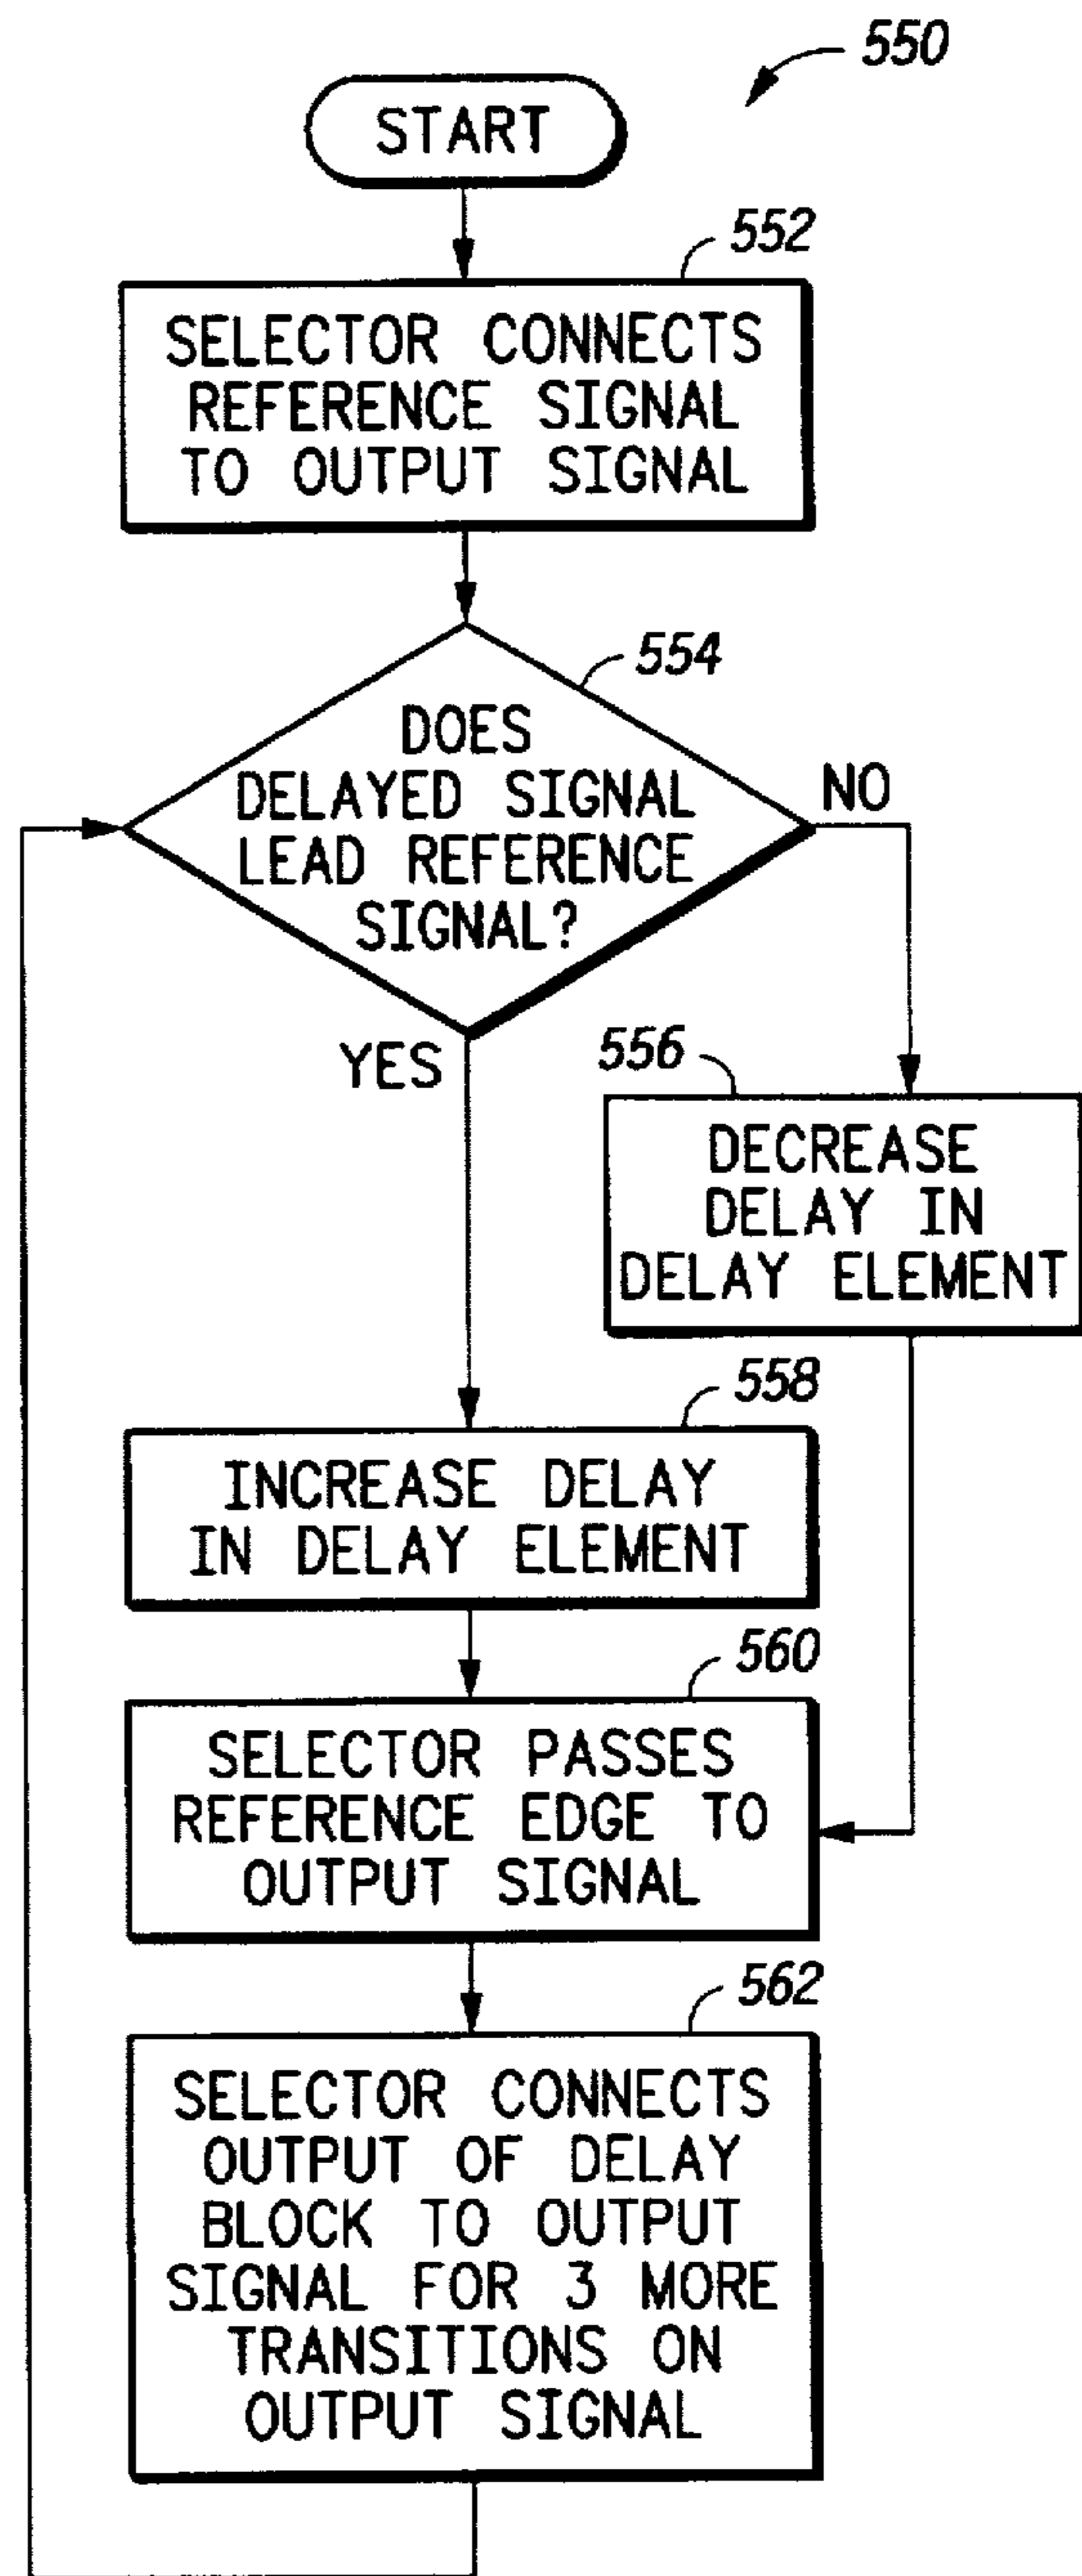 550
START
552
SELECTOR CONNECTS
REFERENCE SIGNAL
TO OUTPUT SIGNAL
554
DOES
DELAYED SIGNAL
LEAD REFERENCE
SIGNAL?
NO
YES
556
DECREASE
DELAY IN
DELAY ELEMENT
558
INCREASE DELAY
IN DELAY ELEMENT
560
SELECTOR PASSES
REFERENCE EDGE TO
OUTPUT SIGNAL
562
SELECTOR CONNECTS
OUTPUT OF DELAY
BLOCK TO OUTPUT
SIGNAL FOR 3 MORE
TRANSITIONS ON
OUTPUT SIGNAL